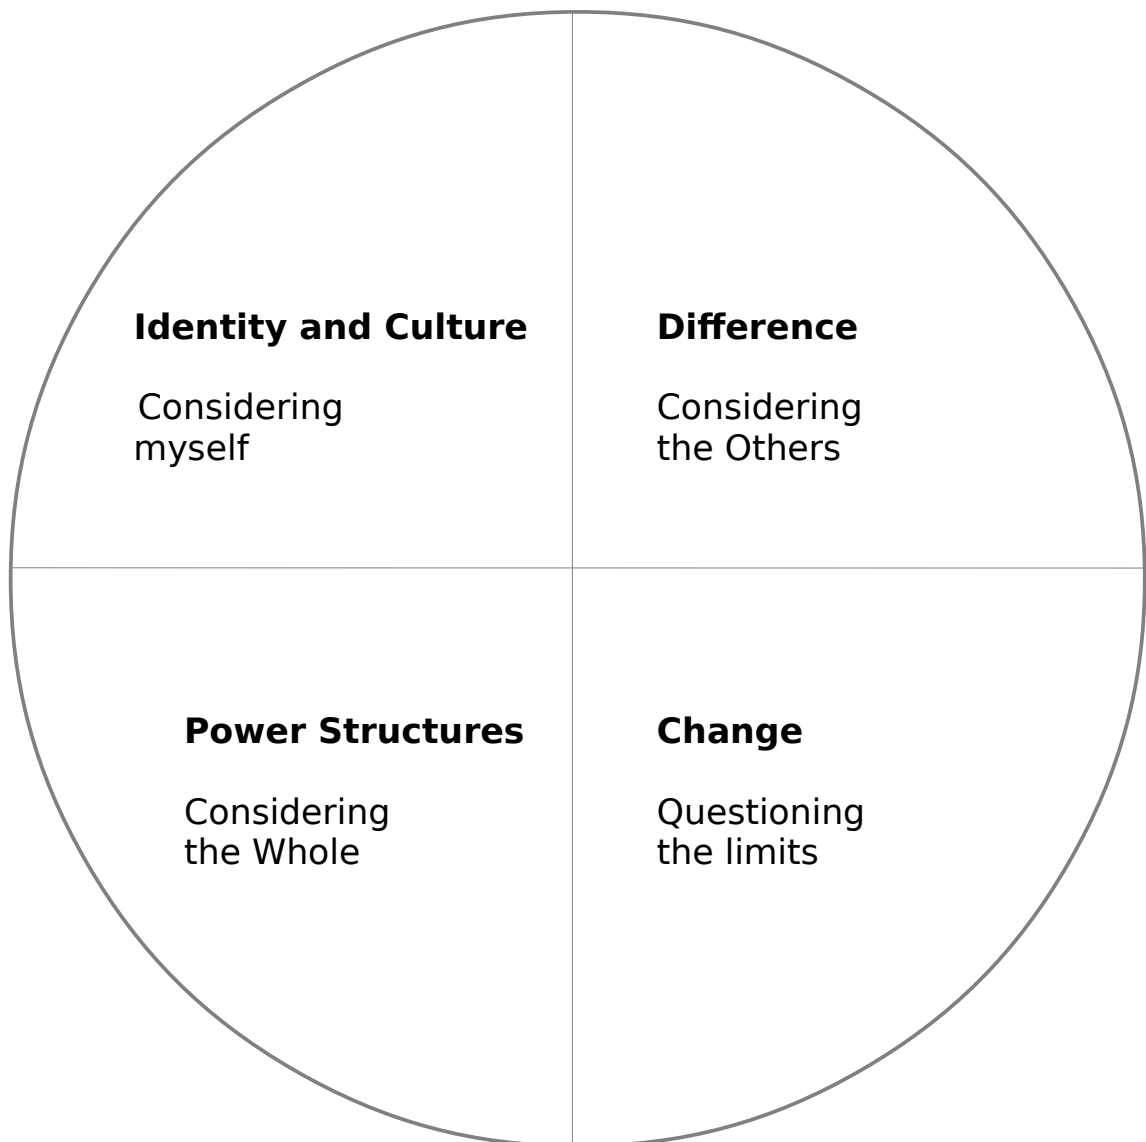 Identity and Culture
Considering
myself
Difference
Considering
the Others
Power Structures
Considering
the Whole
Change
Questioning
the limits